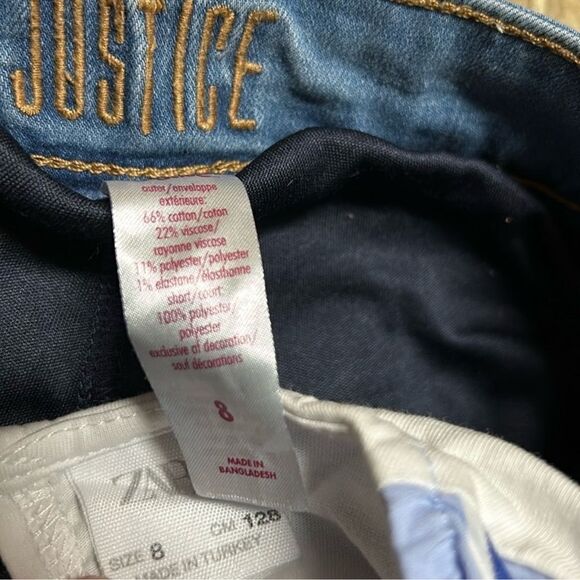 JUSTICE
outer/enveloppe
extérieure:
66% cotton/coton
22% viscose/
rayonne viscose
11% polyester/polyester
1% elastane/élasthanne
short/court:
100% polyester/
polyester
exclusive of decoration/
sauf décorations
8
MADE IN
BANGLADESH
SIZE 8
CM 128
MADE IN TURKEY